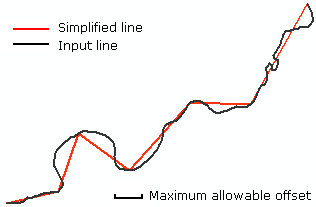 Simplified line
Input line
Maximum allowable offset